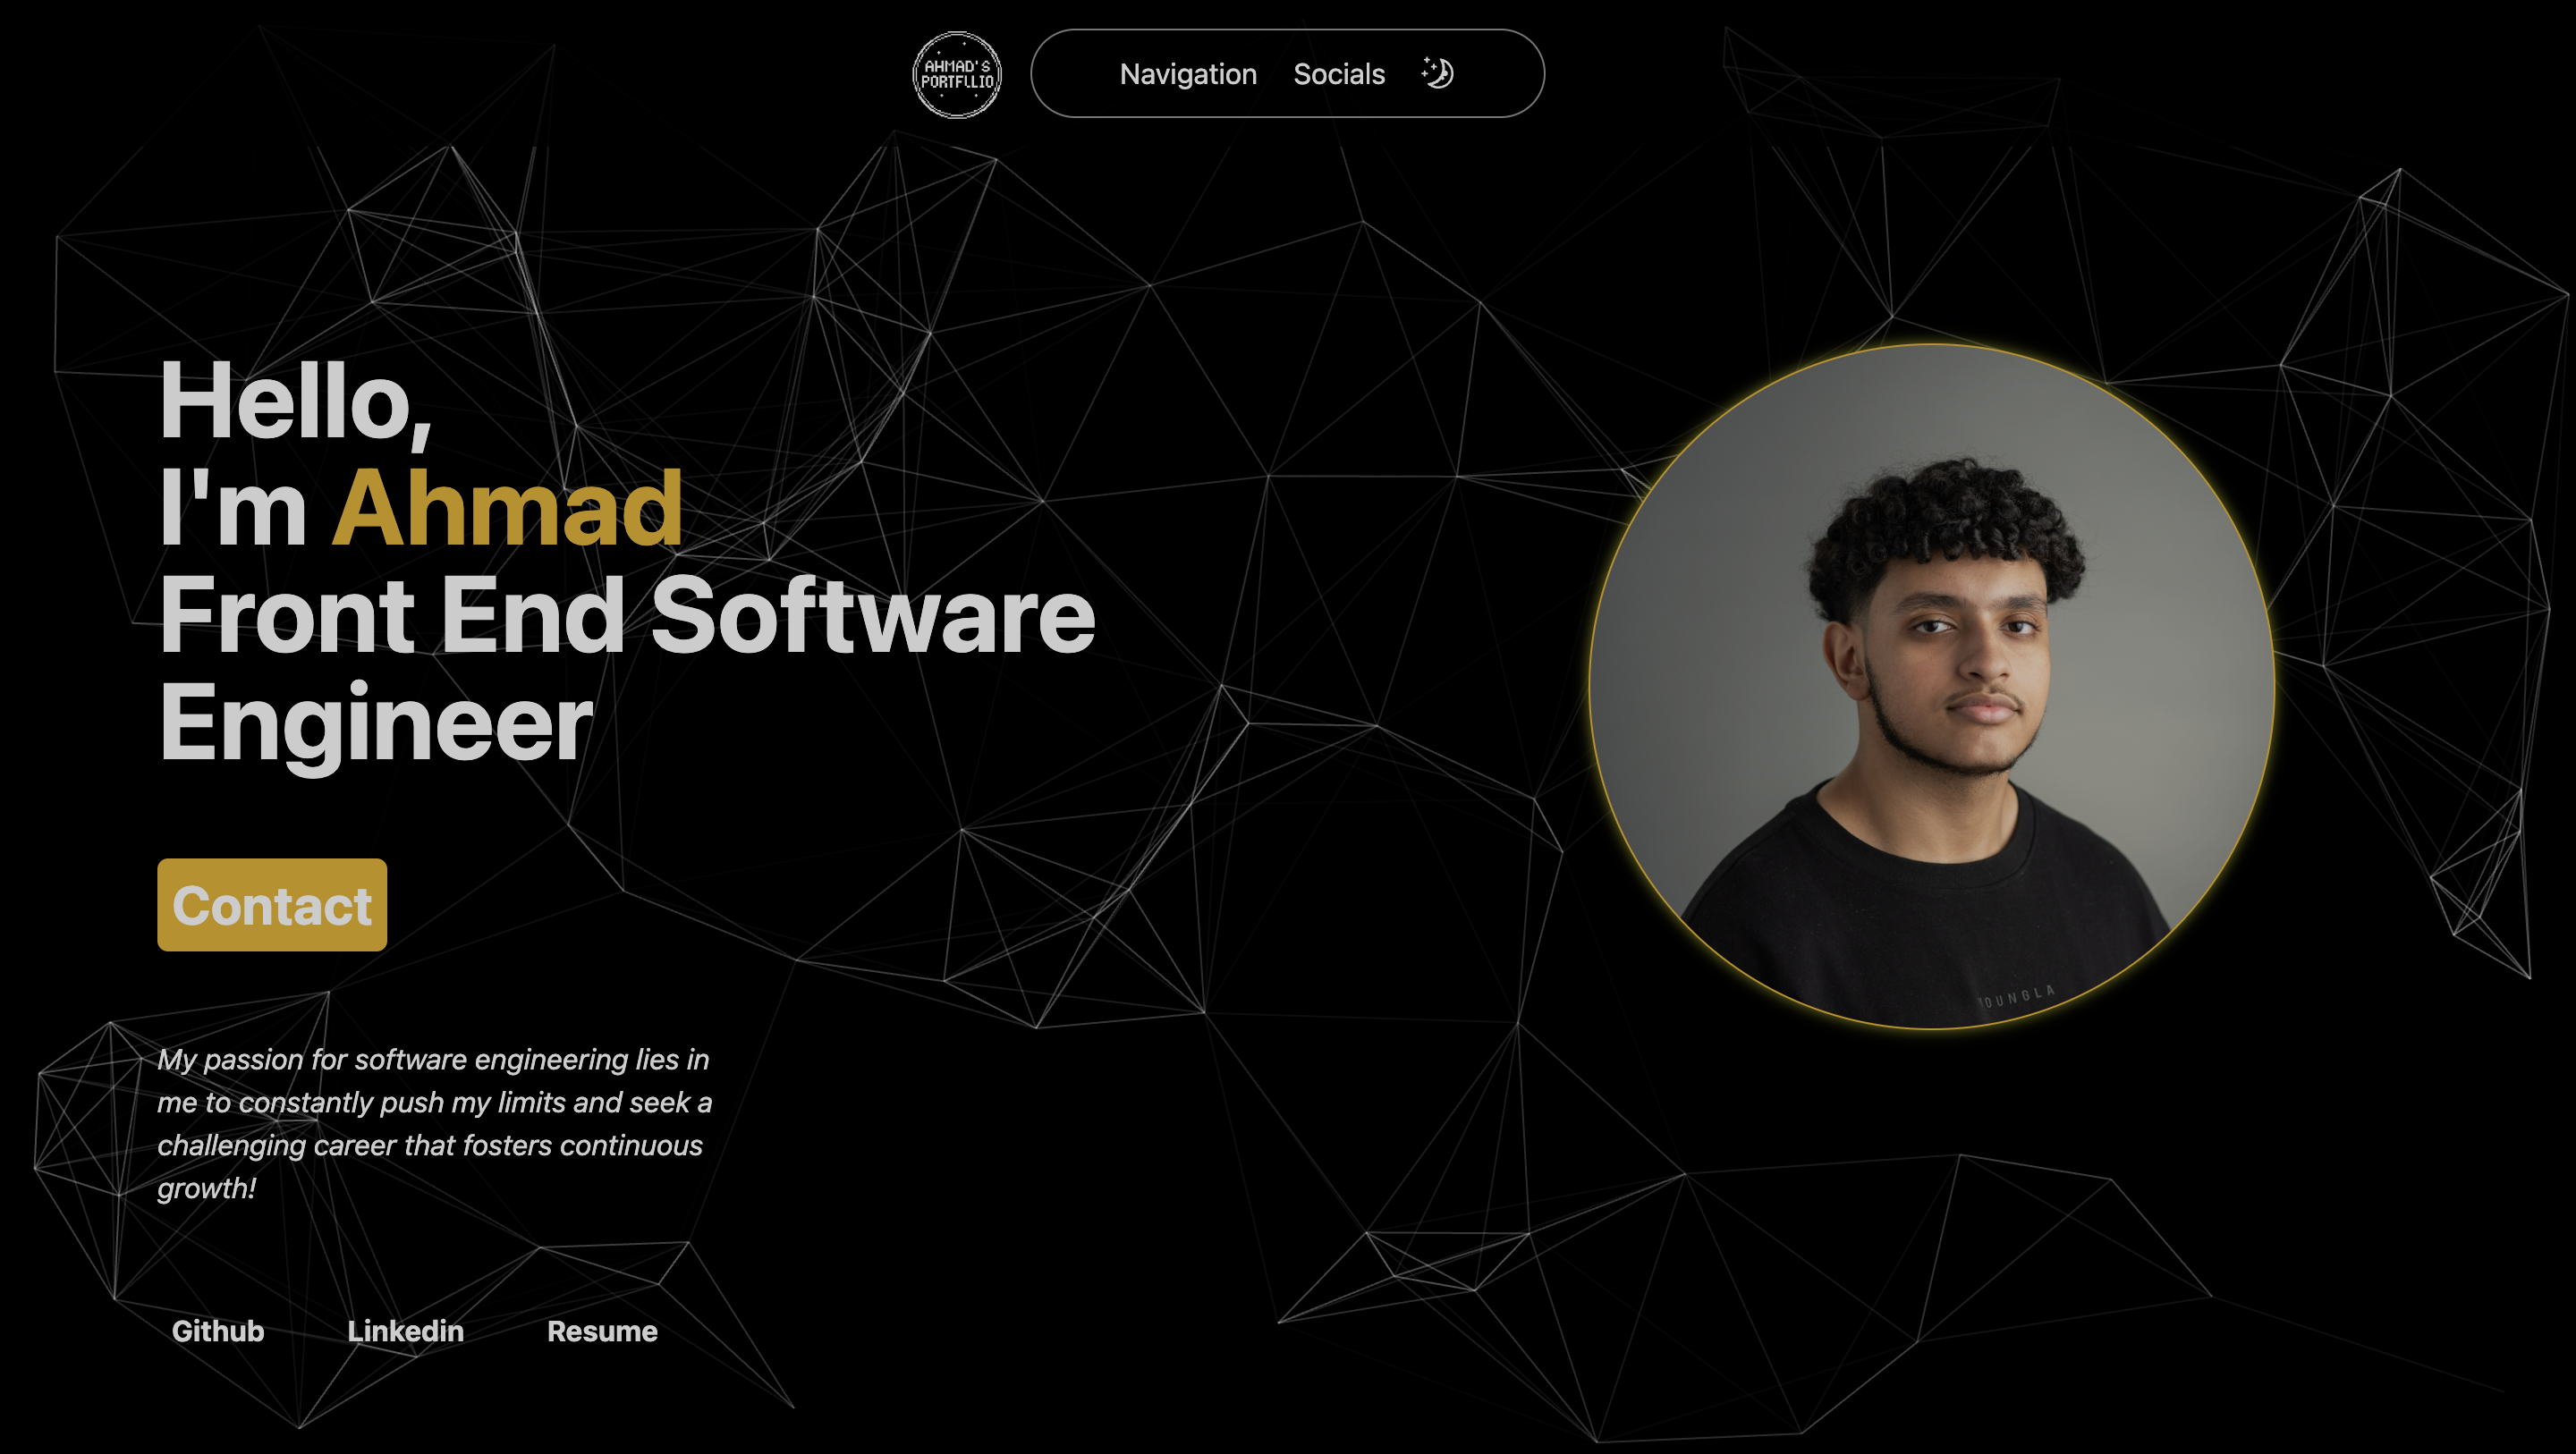 AHMAD'S
PORTFLLIO
Navigation Socials
Hello,
I'm Ahmad
Front End Software
Engineer
Contact
My passion for software engineering lies in
me to constantly push my limits and seek a
challenging career that fosters continuous
growth!
Github Linkedin Resume
YOUNGLA